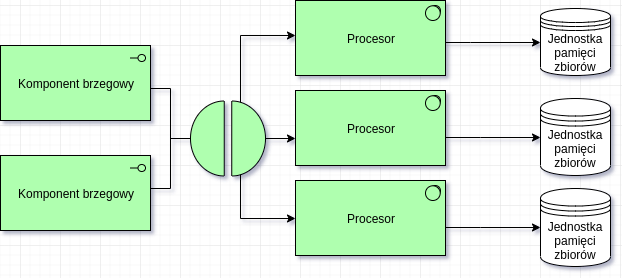 Procesor
Jednostka
pamięci
zbiorów
Komponent brzegowy
Procesor
Jednostka
pamięci
zbiorów
Komponent brzegowy
Procesor
Jednostka
pamięci
zbiorów